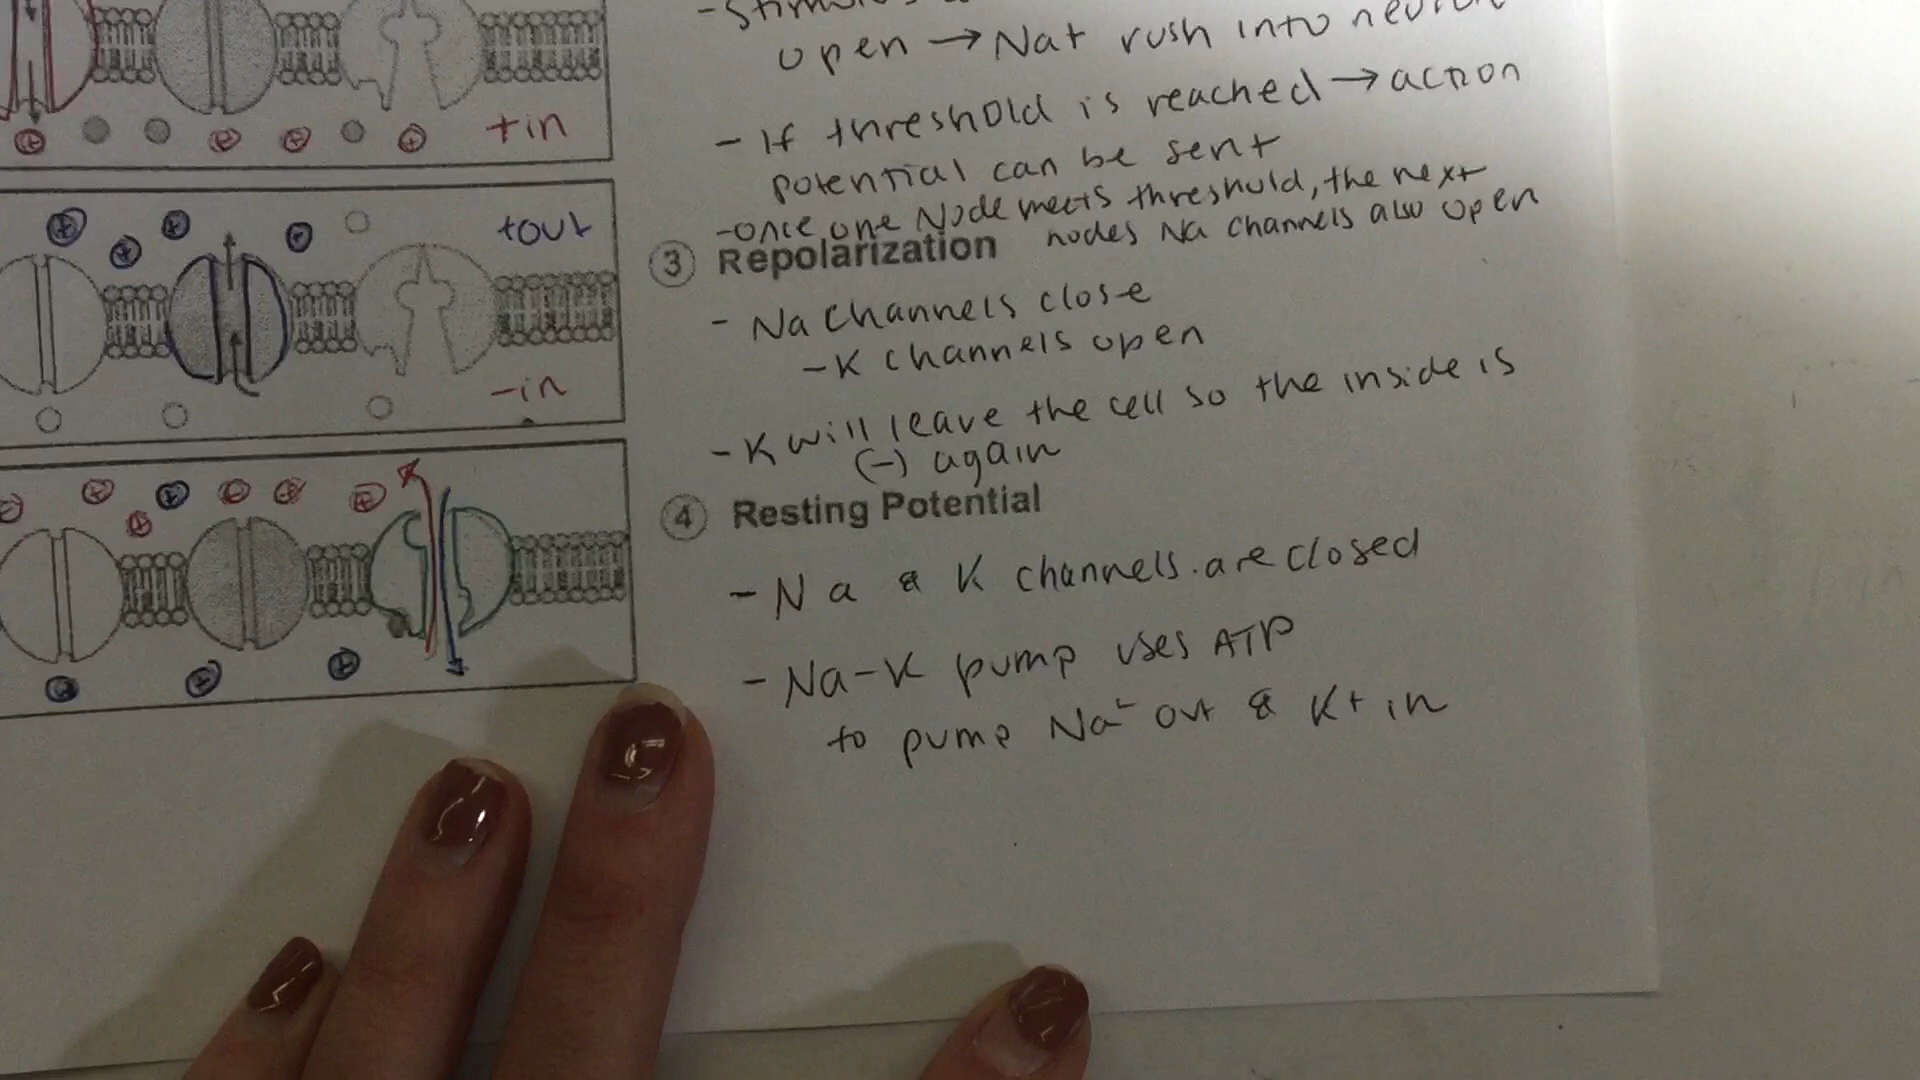 - Stimulus
open → Na+ rush into neuron
- If threshold is reached → action
potential can be sent
- once one Node meets threshold, the next
nodes Na channels also open
+in
+out
-in
③ Repolarization
- Na channels close
- K channels open
- K will leave the cell so the inside is
(-) again
④ Resting Potential
- Na & K channels are closed
- Na-K pump uses ATP
to pump Na+ out & K+ in